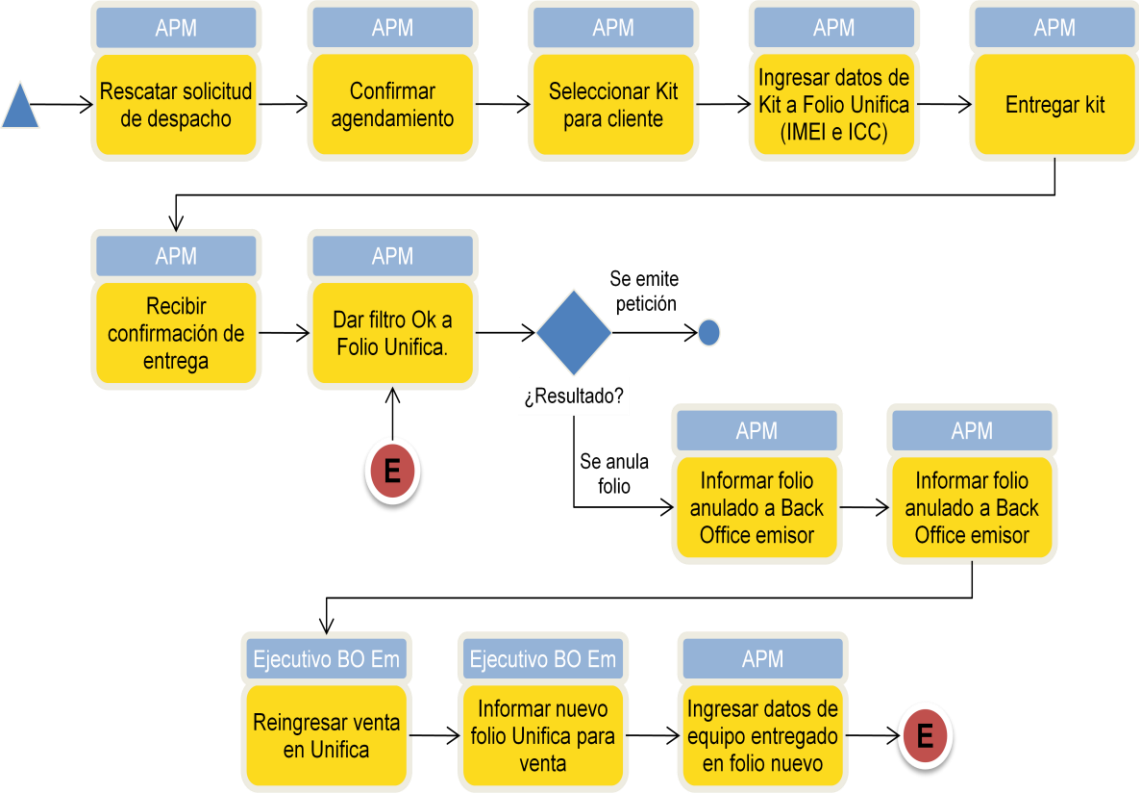 APM
Rescatar solicitud
de despacho
APM
Confirmar
agendamiento
APM
Seleccionar Kit
para cliente
APM
Ingresar datos de
Kit a Folio Unifica
(IMEI e ICC)
APM
Entregar kit
APM
Recibir
confirmación de
entrega
APM
Dar filtro Ok a
Folio Unifica.
¿Resultado?
Se emite
petición
E
Se anula
folio
APM
Informar folio
anulado a Back
Office emisor
APM
Informar folio
anulado a Back
Office emisor
Ejecutivo BO Em
Reingresar venta
en Unifica
Ejecutivo BO Em
Informar nuevo
folio Unifica para
venta
APM
Ingresar datos de
equipo entregado
en folio nuevo
E